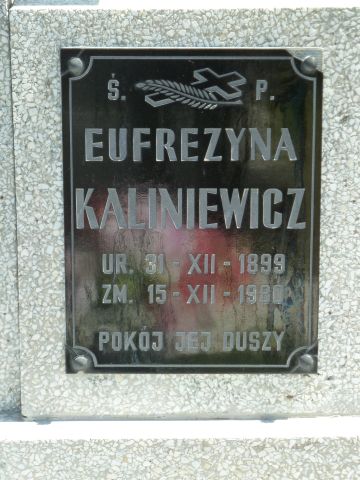 Ś. P.
EUFREZYNA
KALINIEWICZ
UR. 31-XII-1899
ZM. 15-XII-1980
POKÓJ JEJ DUSZY